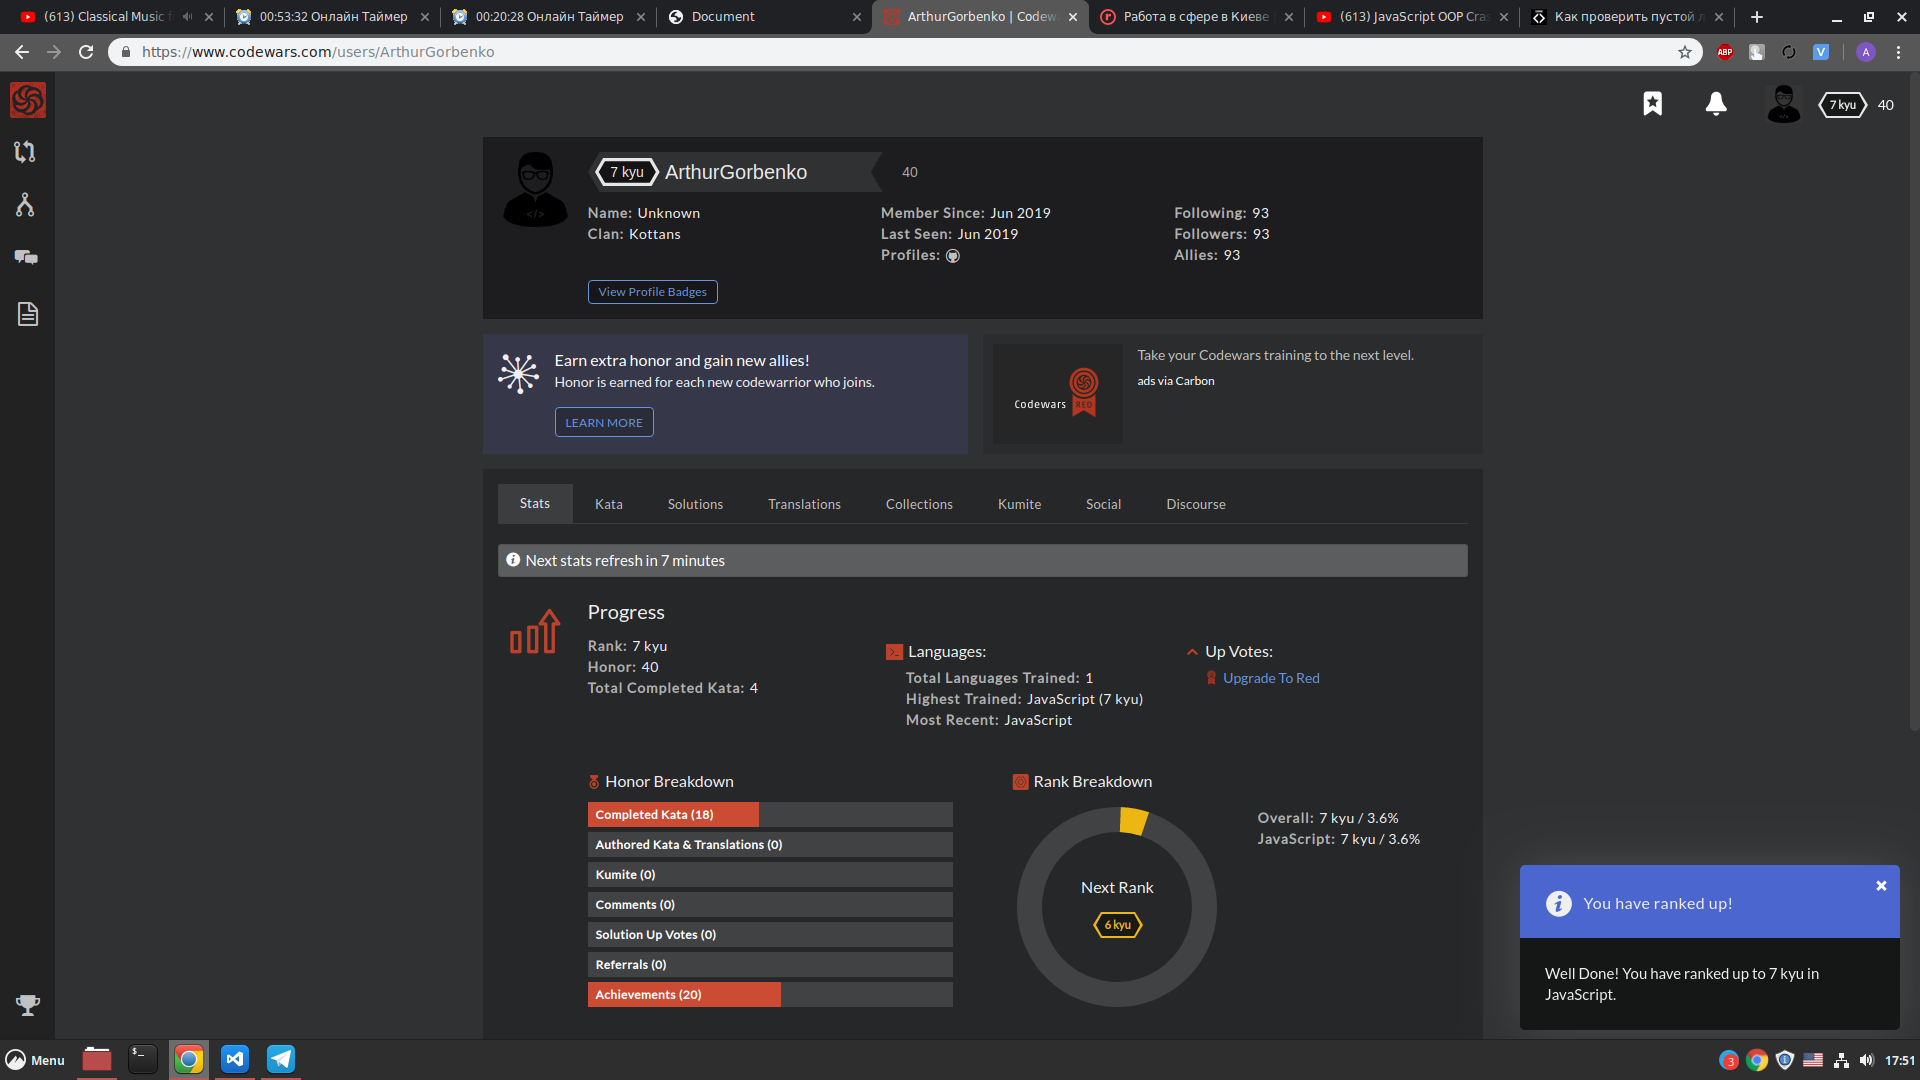 (613) Classical Music f
00:53:32 Онлайн Таймер
00:20:28 Онлайн Таймер
Document
ArthurGorbenko | Codew
Работа в сфере в Киеве
(613) JavaScript OOP Cras
Как проверить пустой л
https://www.codewars.com/users/ArthurGorbenko
ABP
V
A
7 kyu
40
7 kyu
ArthurGorbenko
40
Name: Unknown
Clan: Kottans
Member Since: Jun 2019
Last Seen: Jun 2019
Profiles:
Following: 93
Followers: 93
Allies: 93
View Profile Badges
Earn extra honor and gain new allies!
Honor is earned for each new codewarrior who joins.
LEARN MORE
Codewars
RED
Take your Codewars training to the next level.
ads via Carbon
Stats
Kata
Solutions
Translations
Collections
Kumite
Social
Discourse
Next stats refresh in 7 minutes
Progress
Rank: 7 kyu
Honor: 40
Total Completed Kata: 4
Languages:
Total Languages Trained: 1
Highest Trained: JavaScript (7 kyu)
Most Recent: JavaScript
Up Votes:
Upgrade To Red
Honor Breakdown
Completed Kata (18)
Authored Kata & Translations (0)
Kumite (0)
Comments (0)
Solution Up Votes (0)
Referrals (0)
Achievements (20)
Rank Breakdown
Next Rank
6 kyu
Overall: 7 kyu / 3.6%
JavaScript: 7 kyu / 3.6%
You have ranked up!
Well Done! You have ranked up to 7 kyu in
JavaScript.
Menu
3
17:51